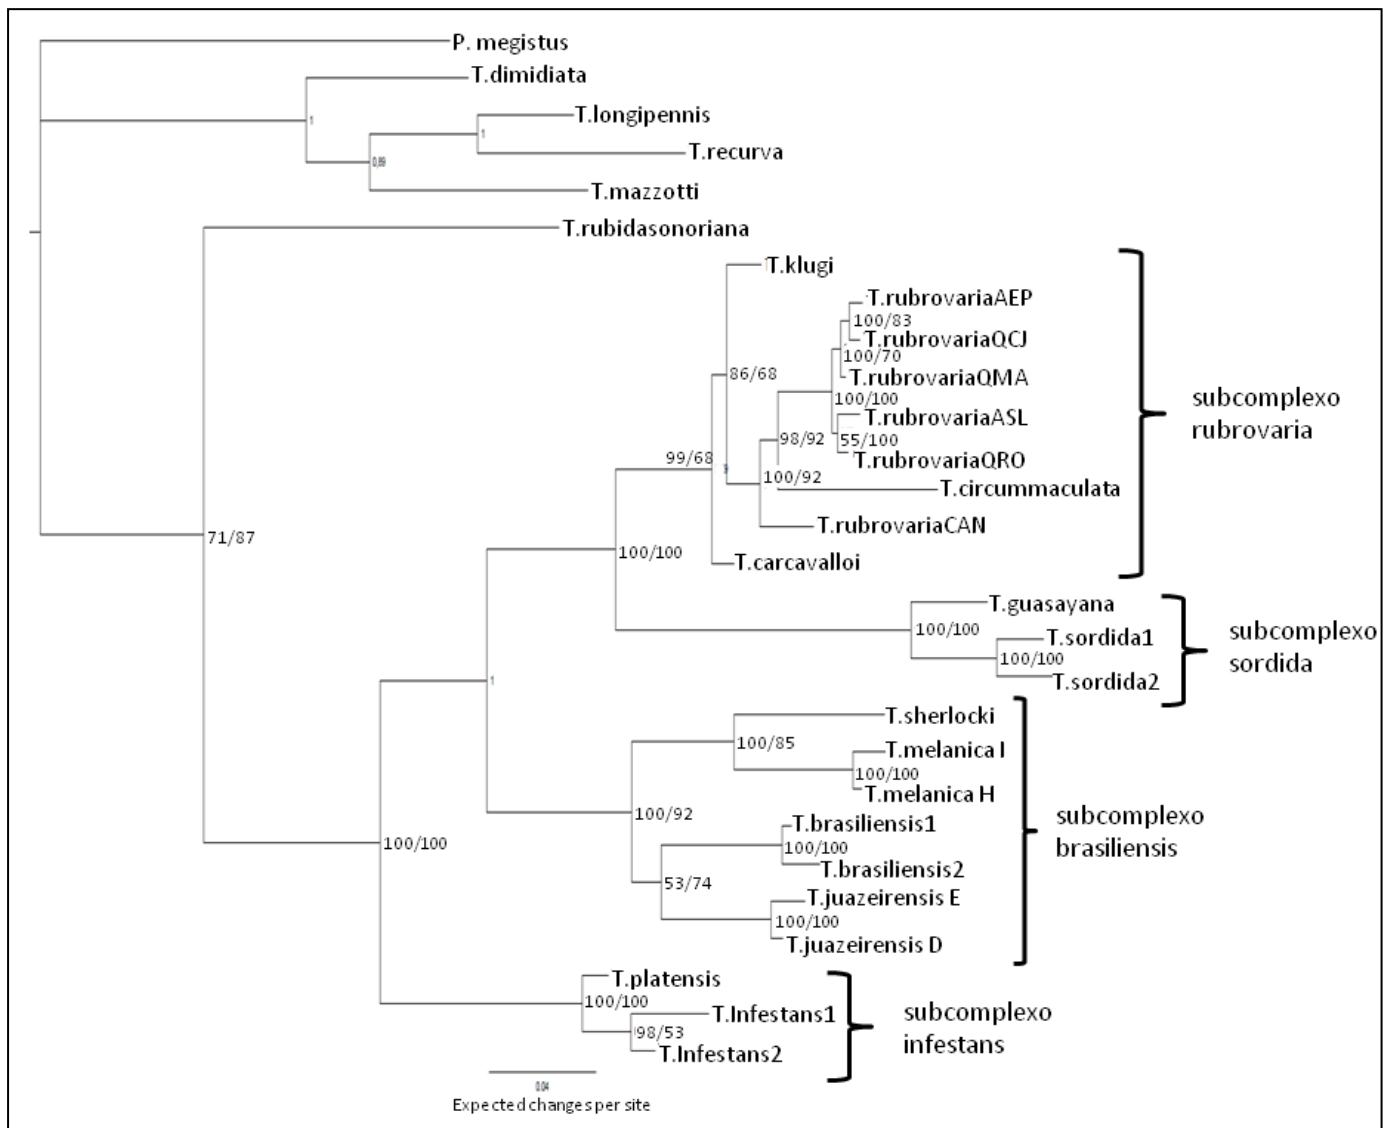 P. megistus
T.dimidiata
1
T.longipennis
1
T.recurva
0,89
T.mazzotti
T.rubidasonoriana
T.klugi
T.rubrovariaAEP
100/83
T.rubrovariaQCJ
100/70
86/68
T.rubrovariaQMA
100/100
subcomplexo
rubrovaria
T.rubrovariaASL
98/92
55/100
99/68
T.rubrovariaQRO
100/92
T.circummaculata
T.rubrovariaCAN
71/87
100/100
T.carcavalloi
T.guasayana
100/100
T.sordida1
subcomplexo
sordida
100/100
T.sordida2
1
T.sherlocki
100/85
T.melanica I
100/100
T.melanica H
100/92
T.brasiliensis1
subcomplexo
brasiliensis
100/100
100/100
T.brasiliensis2
53/74
T.juazeirensis E
100/100
T.juazeirensis D
T.platensis
100/100
T.Infestans1
subcomplexo
infestans
98/53
T.Infestans2
0.04
Expected changes per site